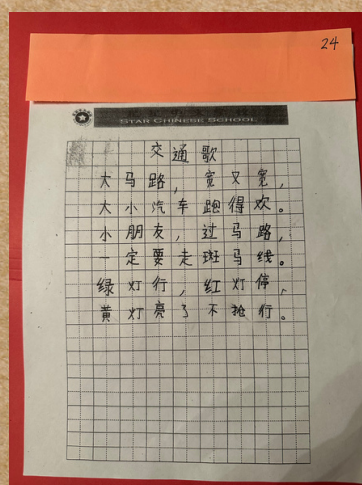 24
STAR CHINESE SCHOOL
交通歌
大马路，宽又宽，
大小汽车跑得欢。
小朋友，过马路，
一定要走斑马线。
绿灯行，红灯停、
黄灯亮了不抢行。